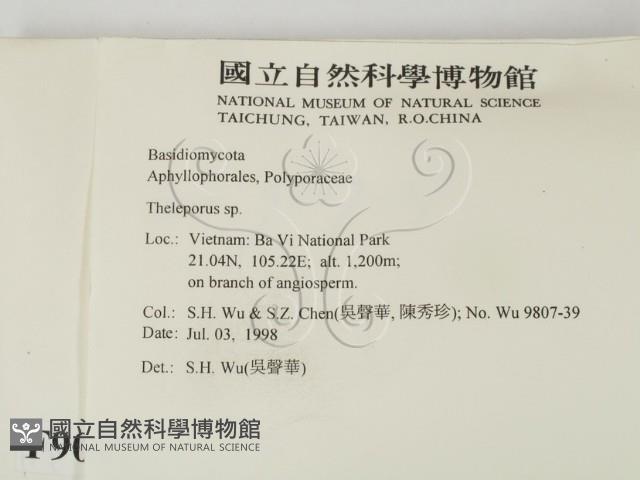 國立自然科學博物館
NATIONAL MUSEUM OF NATURAL SCIENCE
TAICHUNG, TAIWAN, R.O.CHINA
Basidiomycota
Aphyllophorales, Polyporaceae
Theleporus sp.
Loc.: Vietnam: Ba Vi National Park
21.04N, 105.22E; alt. 1,200m;
on branch of angiosperm.
Col.: S.H. Wu & S.Z. Chen(吳聲華, 陳秀珍); No. Wu 9807-39
Date: Jul. 03, 1998
Det.: S.H. Wu(吳聲華)
國立自然科學博物館
NATIONAL MUSEUM OF NATURAL SCIENCE